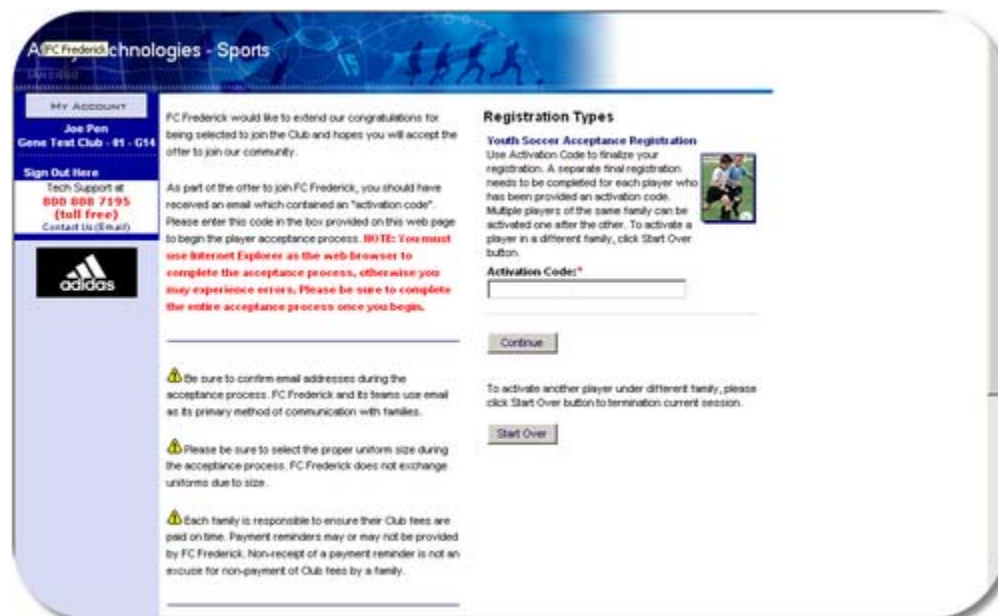 FC Frederick
chnologies - Sports
SAN DIEGO
MY ACCOUNT
Joe Pen
Gene Test Club - 01 - G14
Sign Out Here
Tech Support at
800 808 7195
(toll free)
Contact Us (Email)
adidas
FC Frederick would like to extend our congratulations for
being selected to join the Club and hopes you will accept the
offer to join our community.
As part of the offer to join FC Frederick, you should have
received an email which contained an "activation code".
Please enter this code in the box provided on this web page
to begin the player acceptance process. NOTE: You must
use Internet Explorer as the web browser to
complete the acceptance process, otherwise you
may experience errors. Please be sure to complete
the entire acceptance process once you begin.
Be sure to confirm email addresses during the
acceptance process. FC Frederick and its teams use email
as its primary method of communication with families.
Please be sure to select the proper uniform size during
the acceptance process. FC Frederick does not exchange
uniforms due to size.
Each family is responsible to ensure their Club fees are
paid on time. Payment reminders may or may not be provided
by FC Frederick. Non-receipt of a payment reminder is not an
excuse for non-payment of Club fees by a family.
Registration Types
Youth Soccer Acceptance Registration
Use Activation Code to finalize your
registration. A separate final registration
needs to be completed for each player who
has been provided an activation code.
Multiple players of the same family can be
activated one after the other. To activate a
player in a different family, click Start Over
button.
Activation Code:*
Continue
To activate another player under different family, please
click Start Over button to termination current session.
Start Over